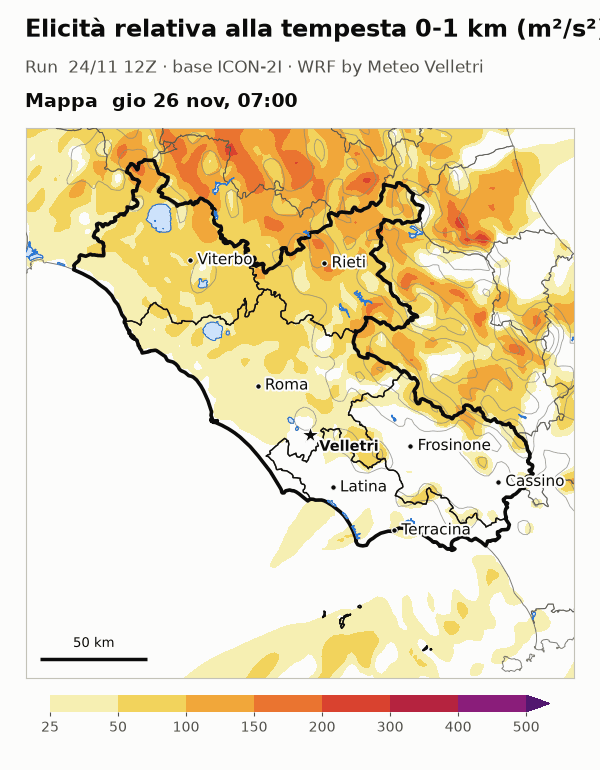 Elicità relativa alla tempesta 0-1 km (m²/s²)
Run 24/11 12Z · base ICON-2I · WRF by Meteo Velletri
Mappa gio 26 nov, 07:00
Viterbo
Rieti
Roma
Velletri
Frosinone
Cassino
Latina
Terracina
50 km
25 50 100 150 200 300 400 500